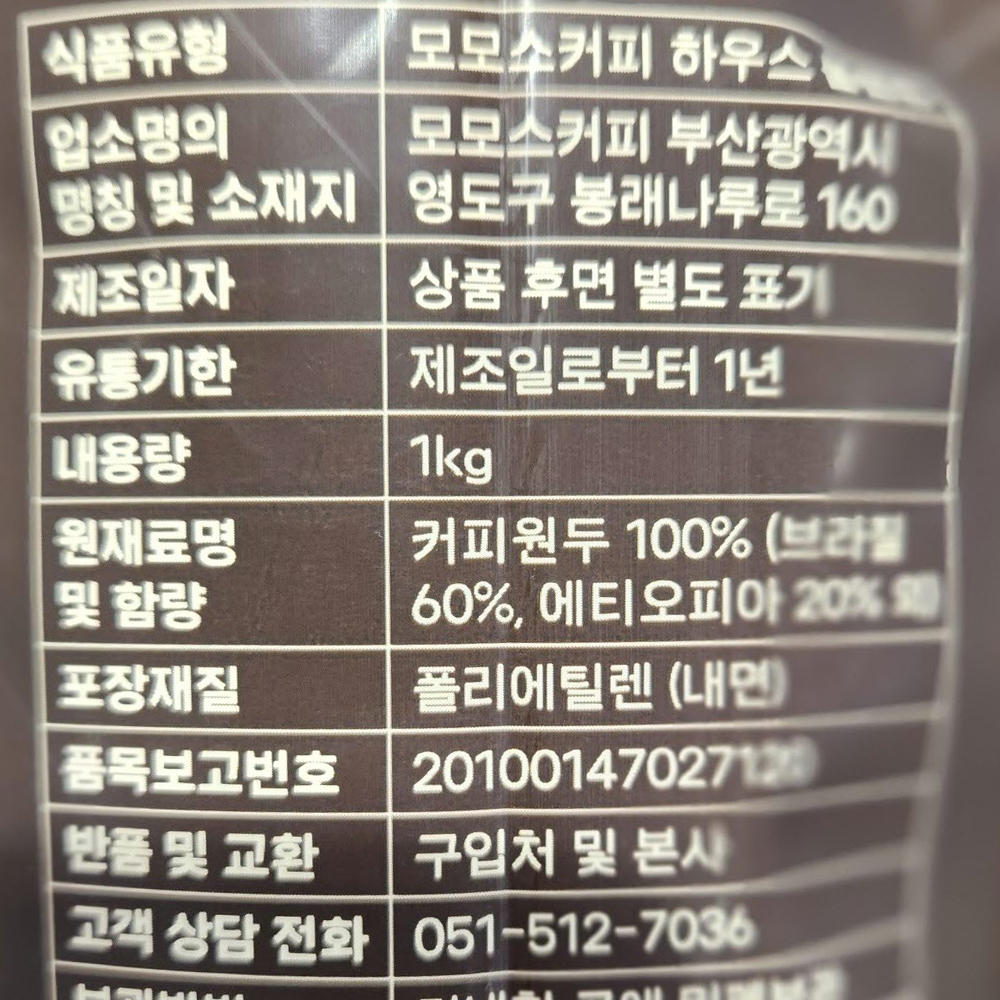 식품유형 모모스커피 하우스
업소명의
명칭 및 소재지
모모스커피 부산광역시
영도구 봉래나루로 160
제조일자 상품 후면 별도 표기
유통기한 제조일로부터 1년
내용량 1kg
원재료명
및 함량
커피원두 100% (브라질
60%, 에티오피아 20% 외)
포장재질 폴리에틸렌 (내면)
품목보고번호
반품 및 교환 구입처 및 본사
고객 상담 전화 051-512-7036